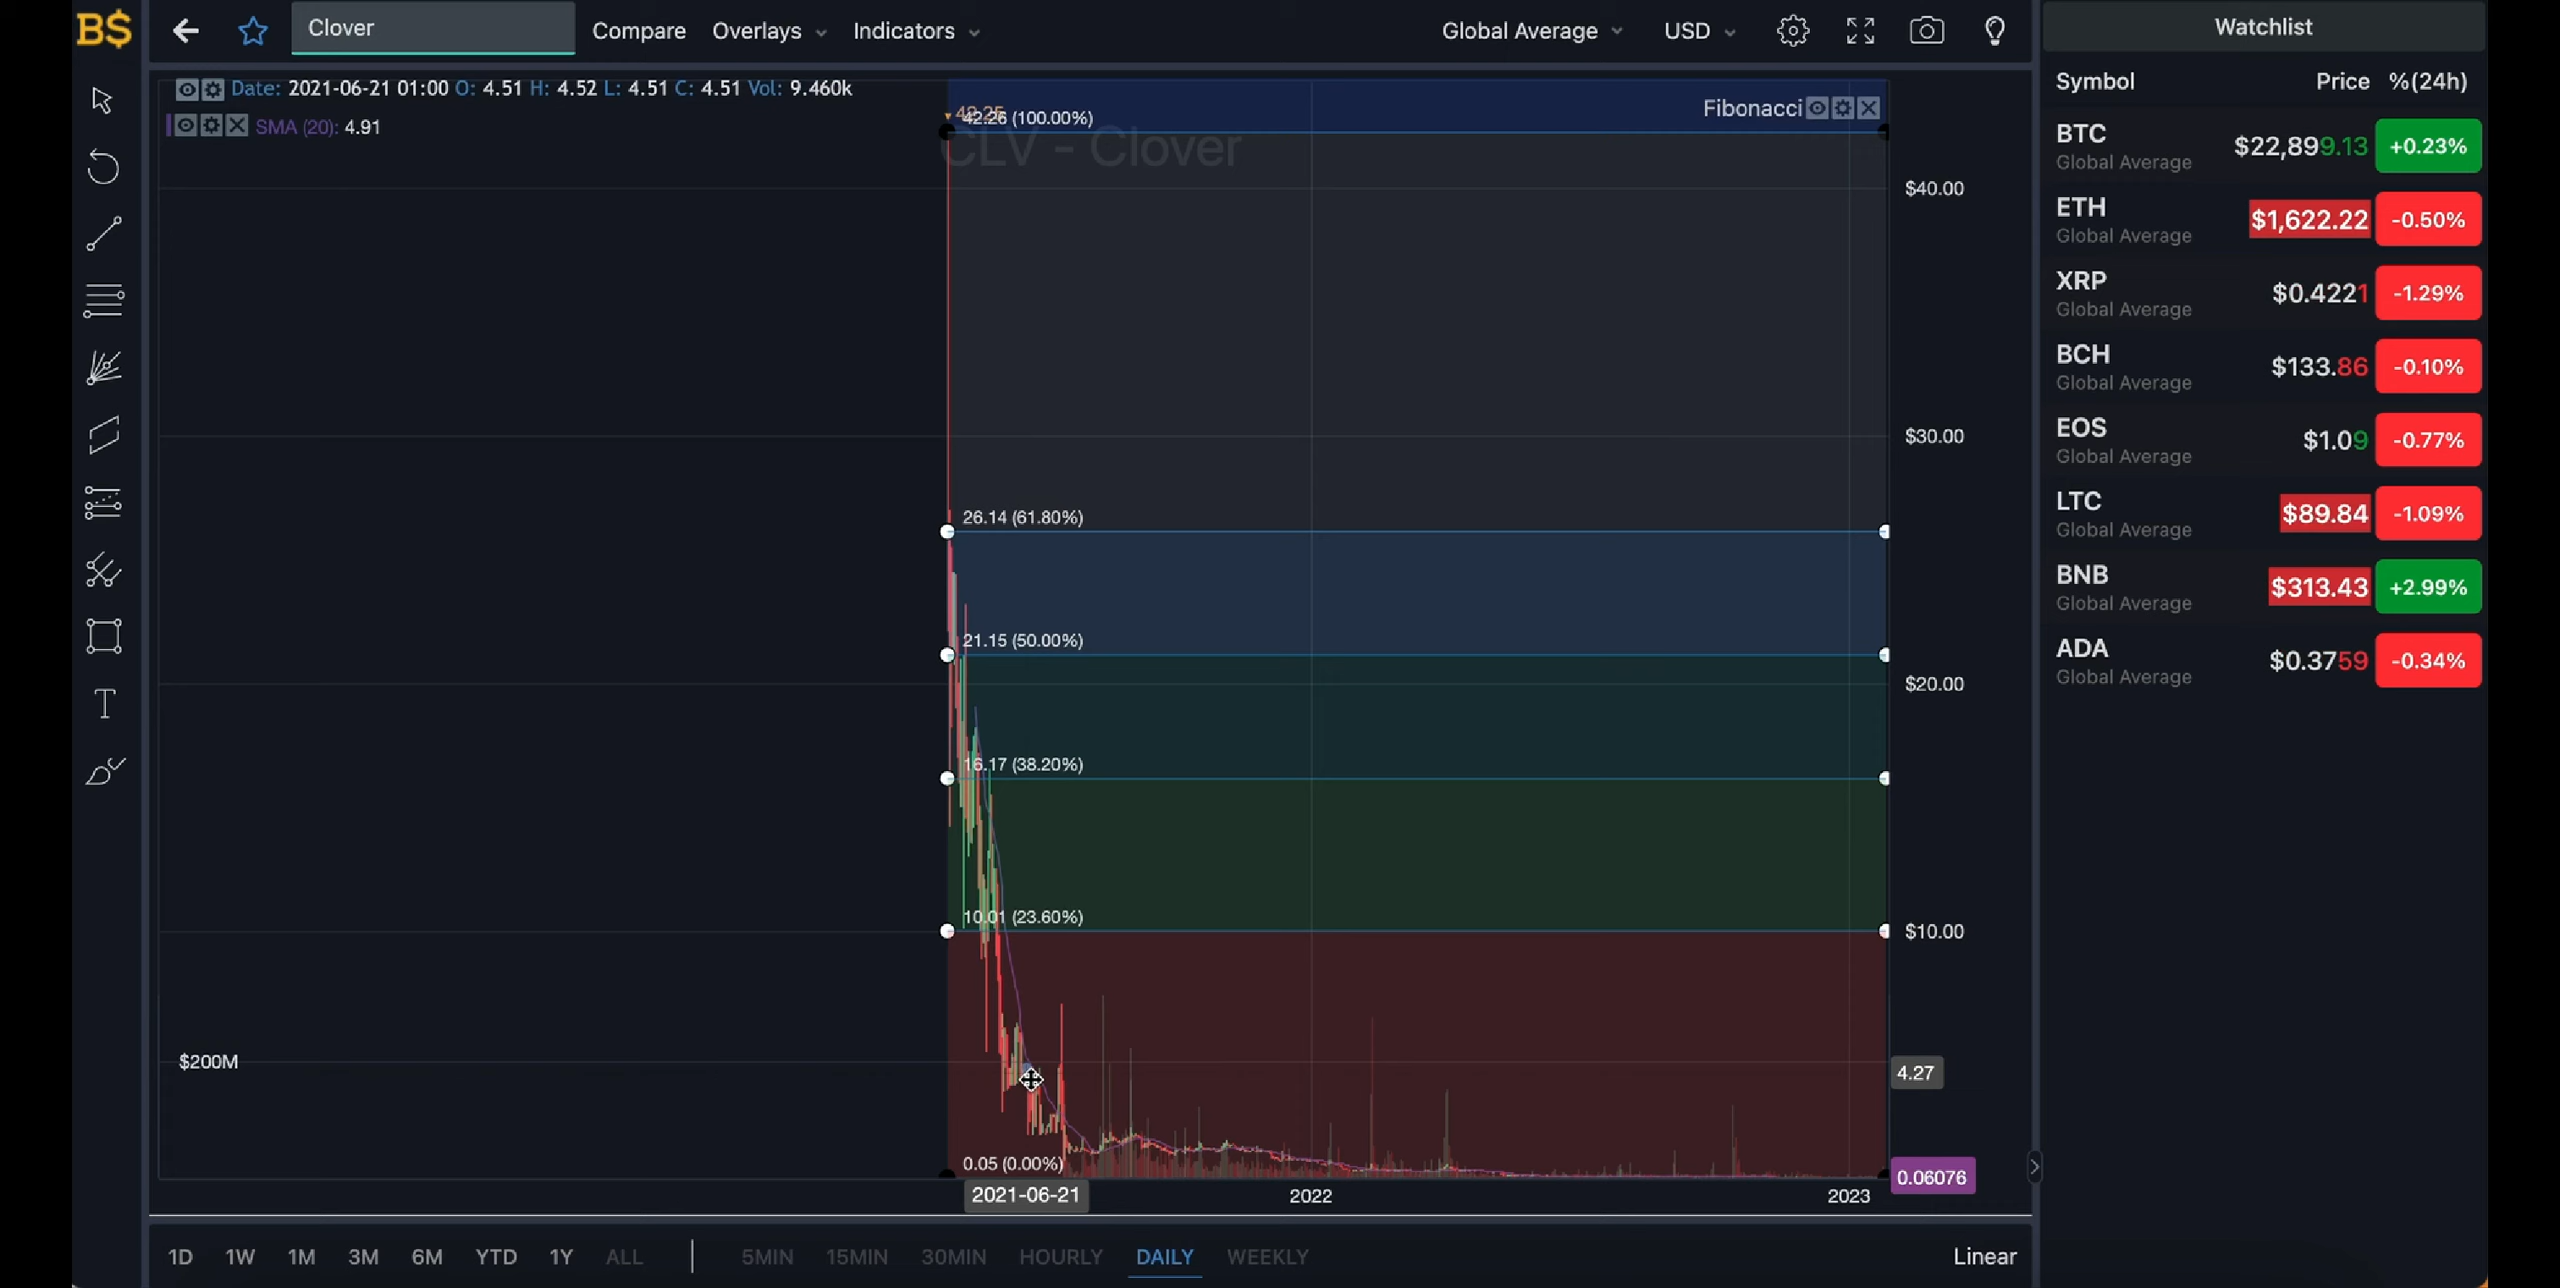 B$
Clover
Compare
Overlays
Indicators
Global Average
USD
Watchlist
Date: 2021-06-21 01:00 O: 4.51 H: 4.52 L: 4.51 C: 4.51 Vol: 9.460k
SMA (20): 4.91
42.25
42.26 (100.00%)
Fibonacci
CLV - Clover
$40.00
$30.00
26.14 (61.80%)
21.15 (50.00%)
$20.00
16.17 (38.20%)
10.01 (23.60%)
$10.00
$200M
4.27
0.05 (0.00%)
0.06076
2021-06-21
2022
2023
1D 1W 1M 3M 6M YTD 1Y ALL
5MIN 15MIN 30MIN HOURLY DAILY WEEKLY
Linear
Symbol Price %(24h)
BTC $22,899.13 +0.23%
Global Average
ETH $1,622.22 -0.50%
Global Average
XRP $0.4221 -1.29%
Global Average
BCH $133.86 -0.10%
Global Average
EOS $1.09 -0.77%
Global Average
LTC $89.84 -1.09%
Global Average
BNB $313.43 +2.99%
Global Average
ADA $0.3759 -0.34%
Global Average